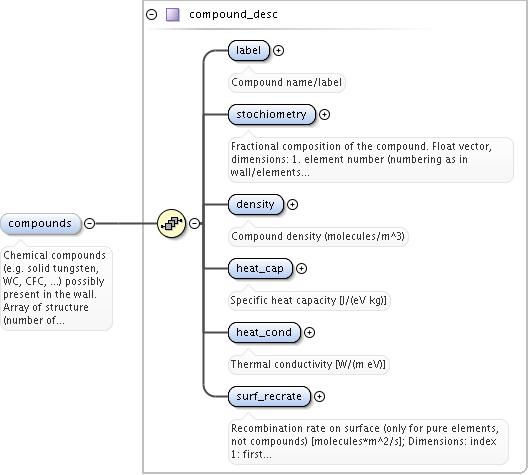 compound_desc
label
Compound name/label
stochiometry
Fractional composition of the compound. Float vector,
dimensions: 1. element number (numbering as in
wall/elements...
density
Compound density (molecules/m^3)
compounds
Chemical compounds
(e.g. solid tungsten,
WC, CFC, ...) possibly
present in the wall.
Array of structure
(number of...
heat_cap
Specific heat capacity [J/(eV kg)]
heat_cond
Thermal conductivity [W/(m eV)]
surf_recrate
Recombination rate on surface (only for pure elements,
not compounds) [molecules*m^2/s]; Dimensions: index
1: first...